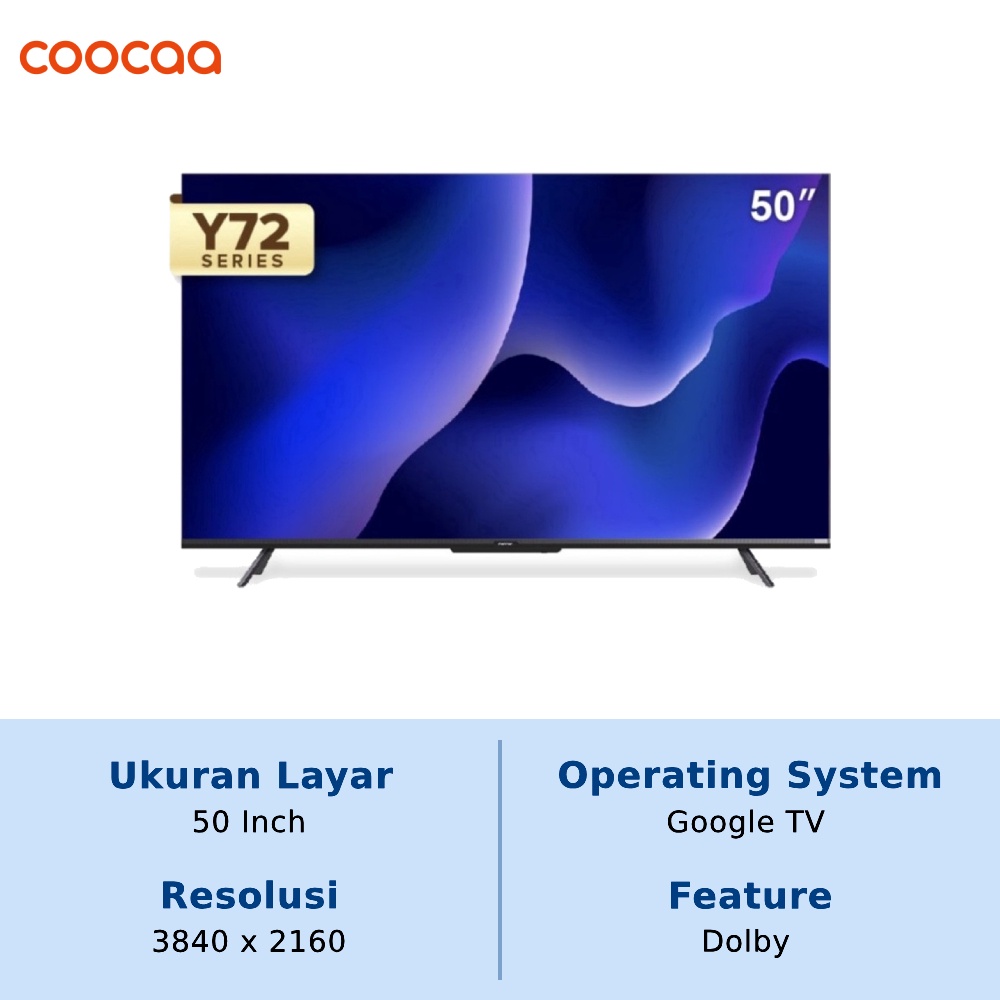 coocaa
Y72
SERIES
50"
Ukuran Layar
50 Inch
Operating System
Google TV
Resolusi
3840 x 2160
Feature
Dolby